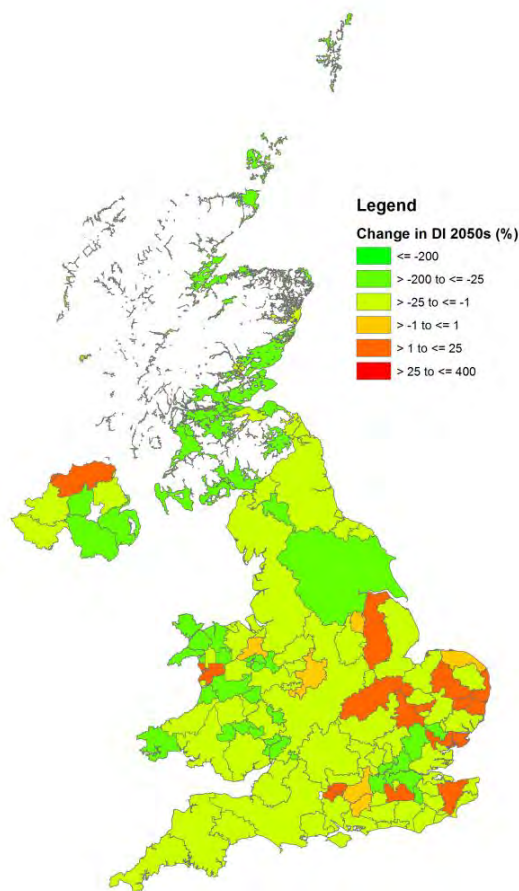 Legend
Change in DI 2050s (%)
<= -200
> -200 to <= -25
> -25 to <= -1
> -1 to <= 1
> 1 to <= 25
> 25 to <= 400